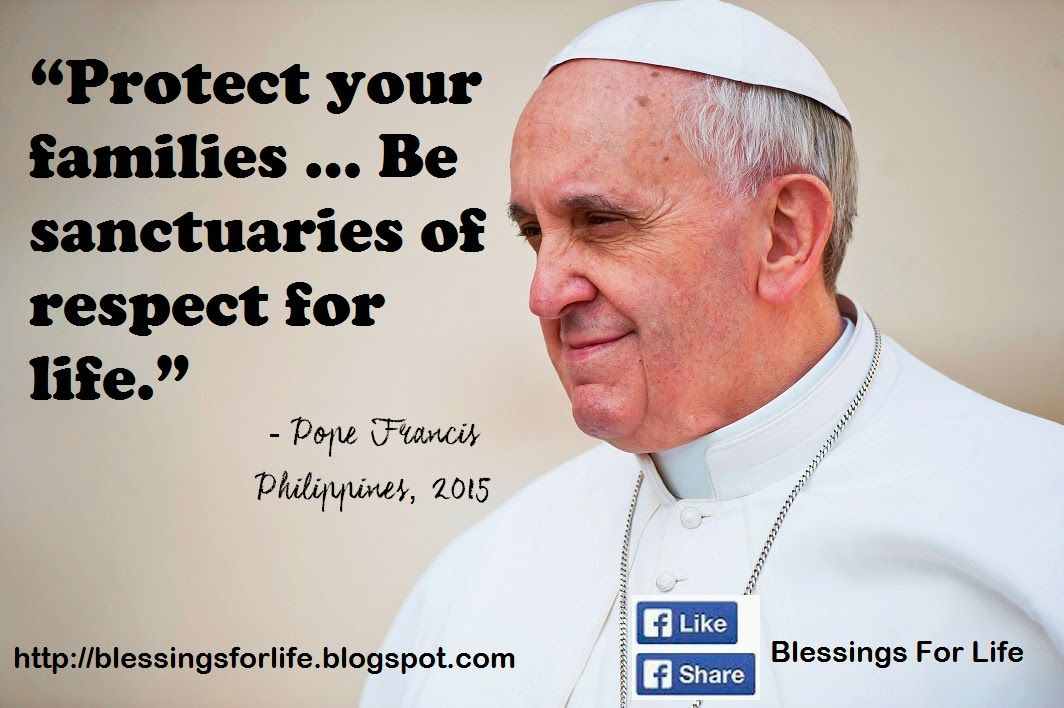 “Protect your
families ... Be
sanctuaries of
respect for
life.”
- Pope Francis
Philippines, 2015
f Like
f Share
http://blessingsforlife.blogspot.com
Blessings For Life